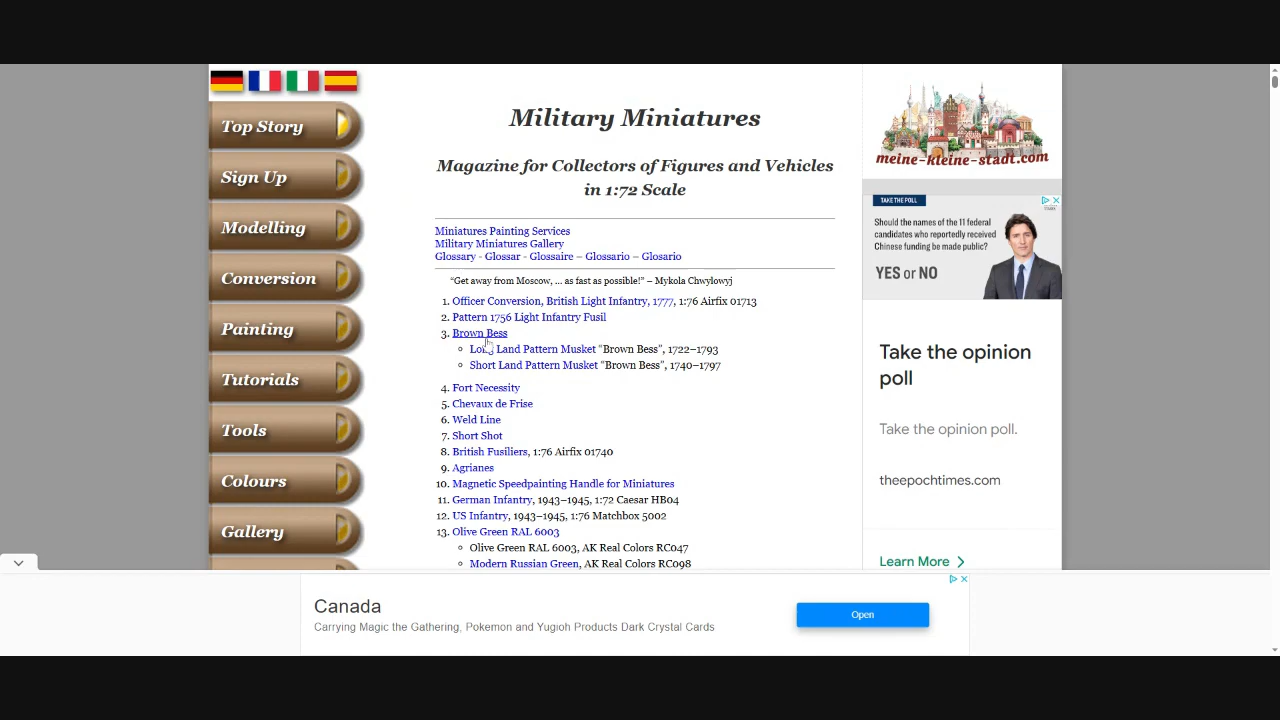 Top Story
Sign Up
Modelling
Conversion
Painting
Tutorials
Tools
Colours
Gallery
Military Miniatures
Magazine for Collectors of Figures and Vehicles
in 1:72 Scale
Miniatures Painting Services
Military Miniatures Gallery
Glossary - Glossar - Glossaire – Glossario – Glosario
“Get away from Moscow, ... as fast as possible!” – Mykola Chwylowyj
1. Officer Conversion, British Light Infantry, 1777, 1:76 Airfix 01713
2. Pattern 1756 Light Infantry Fusil
3. Brown Bess
Long Land Pattern Musket “Brown Bess”, 1722–1793
Short Land Pattern Musket “Brown Bess”, 1740–1797
4. Fort Necessity
5. Chevaux de Frise
6. Weld Line
7. Short Shot
8. British Fusiliers, 1:76 Airfix 01740
9. Agrianes
10. Magnetic Speedpainting Handle for Miniatures
11. German Infantry, 1943–1945, 1:72 Caesar HB04
12. US Infantry, 1943–1945, 1:76 Matchbox 5002
13. Olive Green RAL 6003
Olive Green RAL 6003, AK Real Colors RC047
Modern Russian Green, AK Real Colors RC098
meine-kleine-stadt.com
TAKE THE POLL
Should the names of the 11 federal
candidates who reportedly received
Chinese funding be made public?
YES or NO
Take the opinion
poll
Take the opinion poll.
theepochtimes.com
Learn More
Canada
Carrying Magic the Gathering, Pokemon and Yugioh Products Dark Crystal Cards
Open